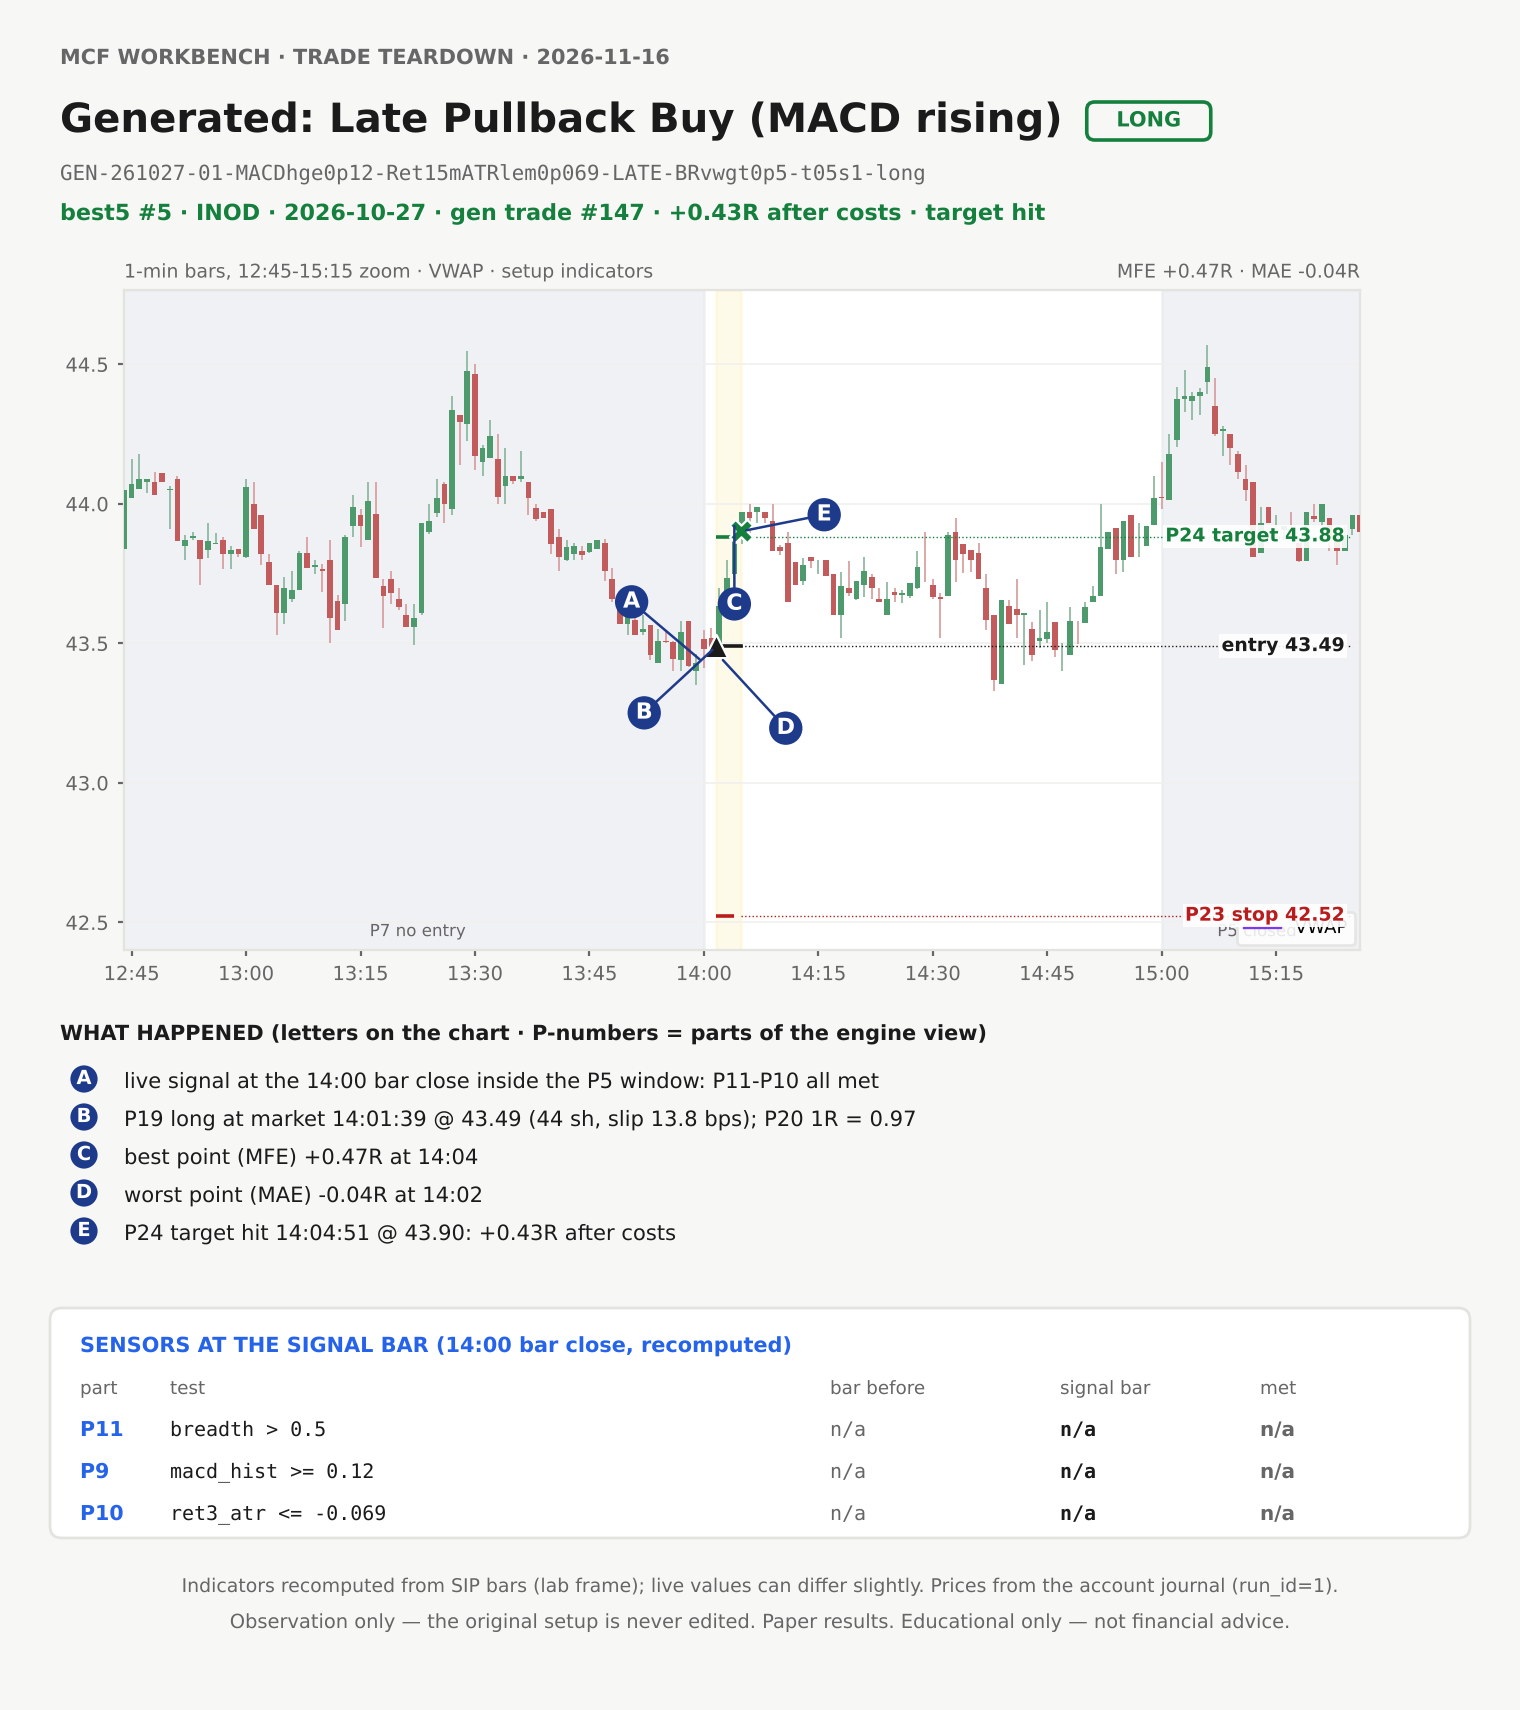 MCF WORKBENCH · TRADE TEARDOWN · 2026-11-16
Generated: Late Pullback Buy (MACD rising) LONG
GEN-261027-01-MACDhge0p12-Ret15mATRlem0p069-LATE-BRvwgt0p5-t05s1-long
best5 #5 · INOD · 2026-10-27 · gen trade #147 · +0.43R after costs · target hit
1-min bars, 12:45-15:15 zoom · VWAP · setup indicators MFE +0.47R · MAE -0.04R
44.5
44.0
E
P24 target 43.88
A
C
43.5
entry 43.49
B
D
43.0
42.5
P23 stop 42.52
P7 no entry
P5 closed
VWAP
12:45 13:00 13:15 13:30 13:45 14:00 14:15 14:30 14:45 15:00 15:15
WHAT HAPPENED (letters on the chart · P-numbers = parts of the engine view)
A live signal at the 14:00 bar close inside the P5 window: P11-P10 all met
B P19 long at market 14:01:39 @ 43.49 (44 sh, slip 13.8 bps); P20 1R = 0.97
C best point (MFE) +0.47R at 14:04
D worst point (MAE) -0.04R at 14:02
E P24 target hit 14:04:51 @ 43.90: +0.43R after costs
SENSORS AT THE SIGNAL BAR (14:00 bar close, recomputed)
part test bar before signal bar met
P11 breadth > 0.5 n/a n/a n/a
P9 macd_hist >= 0.12 n/a n/a n/a
P10 ret3_atr <= -0.069 n/a n/a n/a
Indicators recomputed from SIP bars (lab frame); live values can differ slightly. Prices from the account journal (run_id=1).
Observation only — the original setup is never edited. Paper results. Educational only — not financial advice.